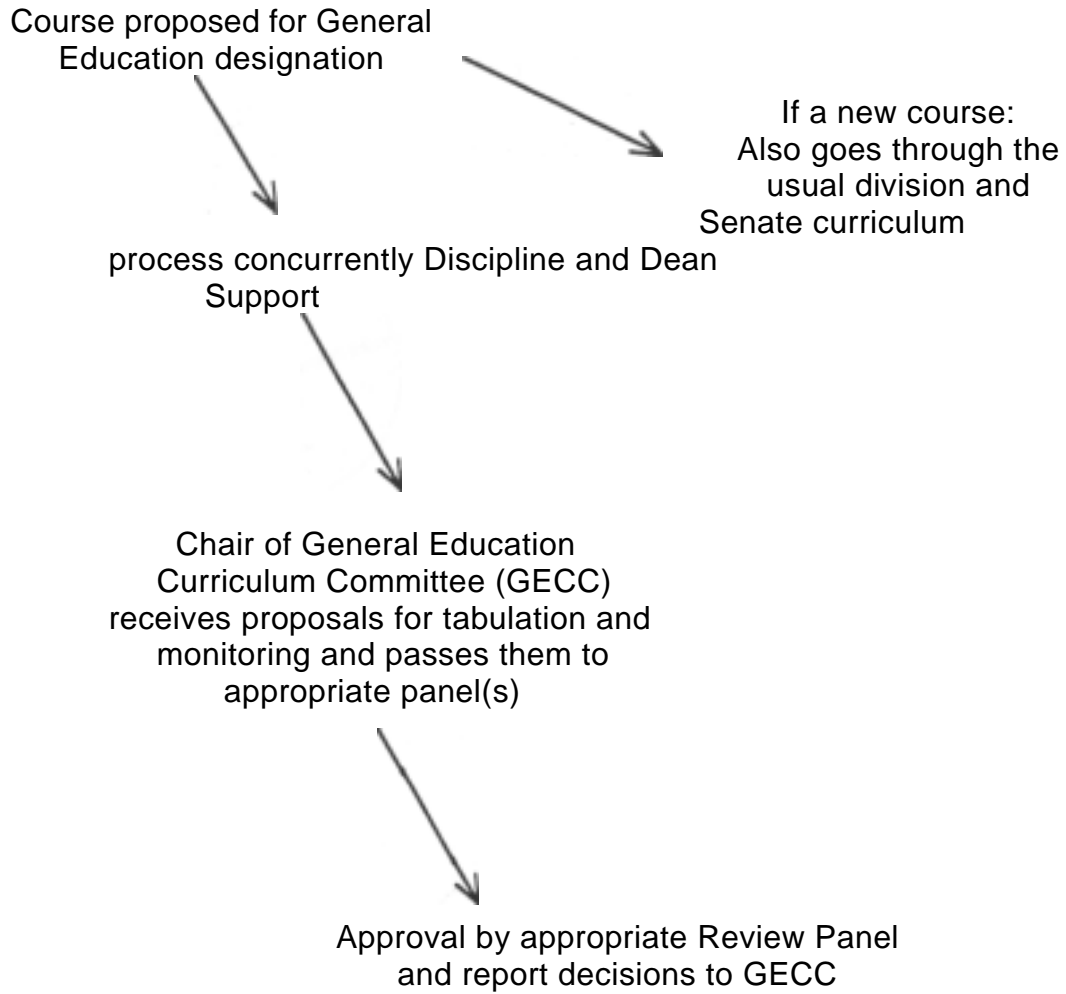 Course proposed for General
Education designation
If a new course:
Also goes through the
usual division and
Senate curriculum
process concurrently Discipline and Dean
Support
Chair of General Education
Curriculum Committee (GECC)
receives proposals for tabulation and
monitoring and passes them to
appropriate panel(s)
Approval by appropriate Review Panel
and report decisions to GECC